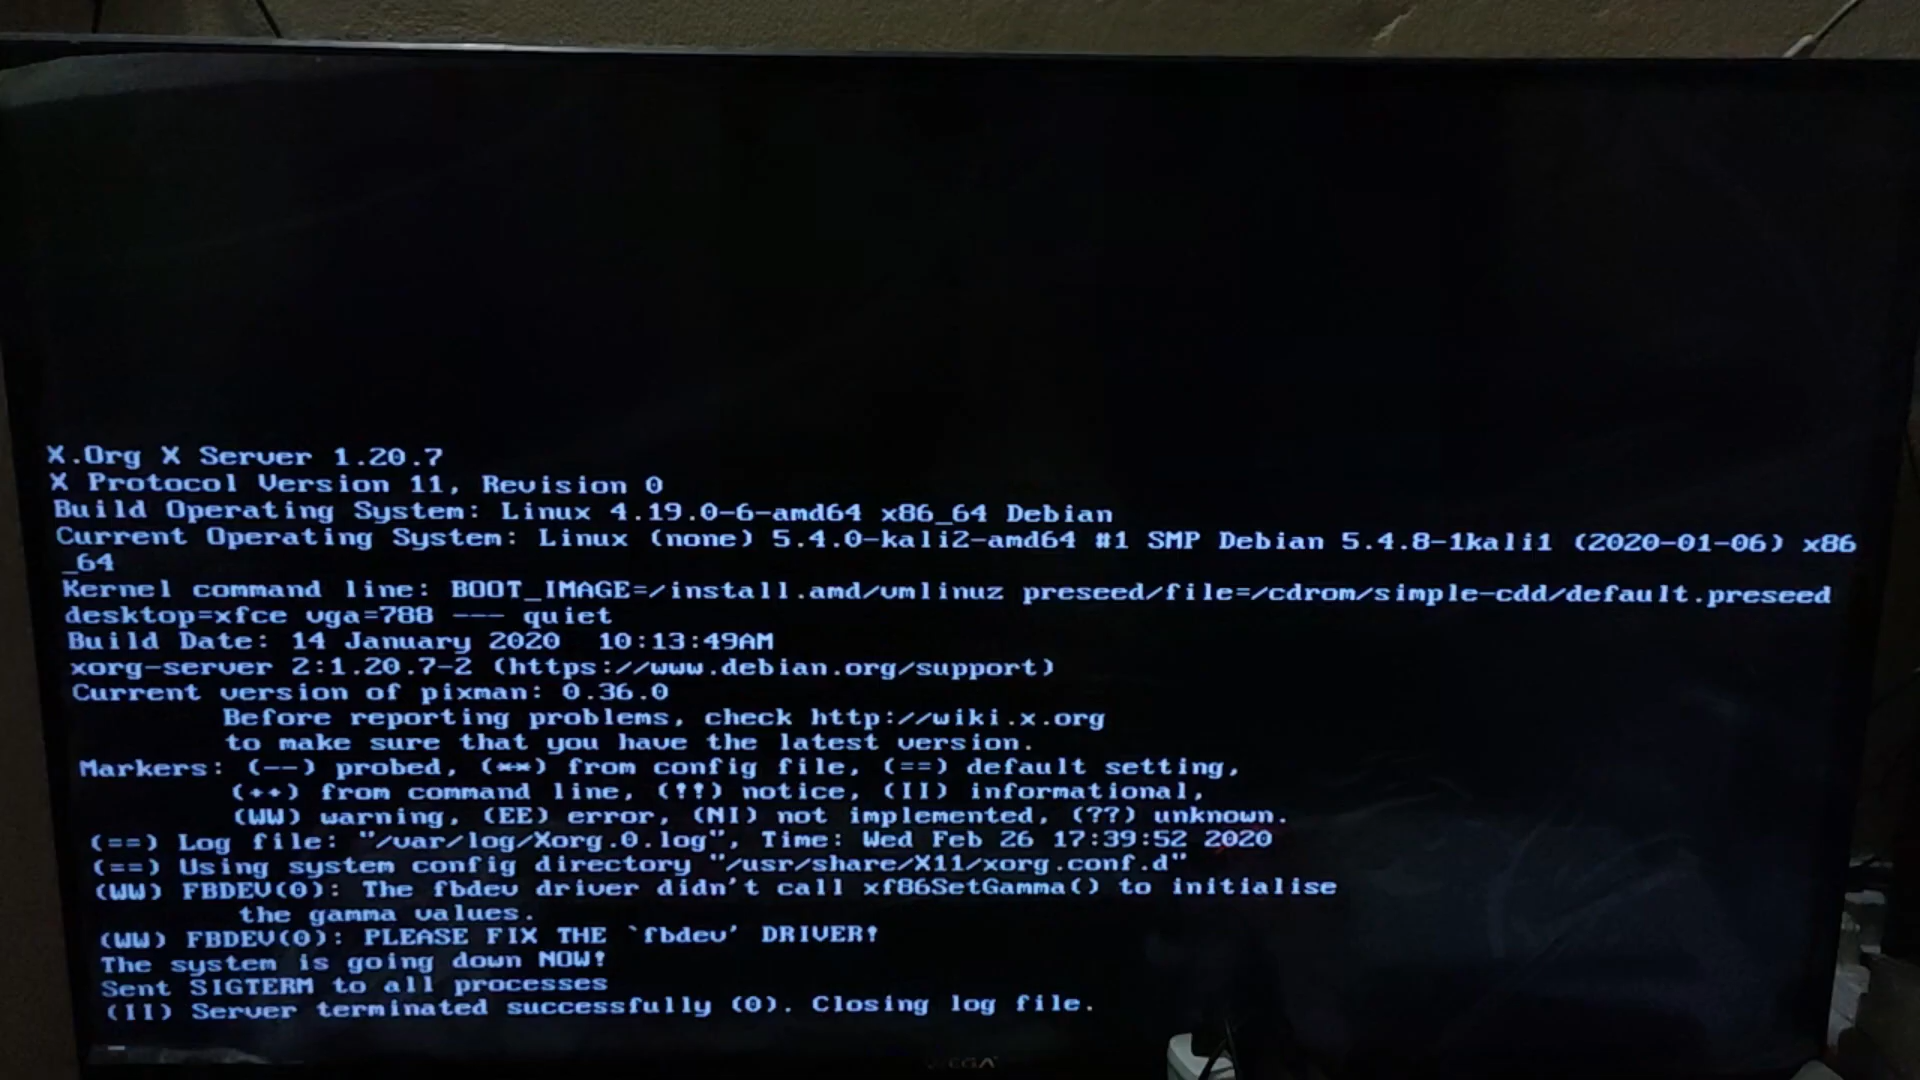 X.Org X Server 1.20.7
X Protocol Version 11, Revision 0
Build Operating System: Linux 4.19.0-6-amd64 x86_64 Debian
Current Operating System: Linux (none) 5.4.0-kali2-amd64 #1 SMP Debian 5.4.8-1kali1 (2020-01-06) x86
_64
Kernel command line: BOOT_IMAGE=/install.amd/vmlinuz preseed/file=/cdrom/simple-cdd/default.preseed
desktop=xfce vga=788 --- quiet
Build Date: 14 January 2020  10:13:49AM
xorg-server 2:1.20.7-2 (https://www.debian.org/support)
Current version of pixman: 0.36.0
Before reporting problems, check http://wiki.x.org
to make sure that you have the latest version.
Markers: (--) probed, (**) from config file, (==) default setting,
(++) from command line, (!!) notice, (II) informational,
(WW) warning, (EE) error, (NI) not implemented, (??) unknown.
(==) Log file: "/var/log/Xorg.0.log", Time: Wed Feb 26 17:39:52 2020
(==) Using system config directory "/usr/share/X11/xorg.conf.d"
(WW) FBDEV(0): The fbdev driver didn't call xf86SetGamma() to initialise
the gamma values.
(WW) FBDEV(0): PLEASE FIX THE `fbdev' DRIVER!
The system is going down NOW!
Sent SIGTERM to all processes
(II) Server terminated successfully (0). Closing log file.